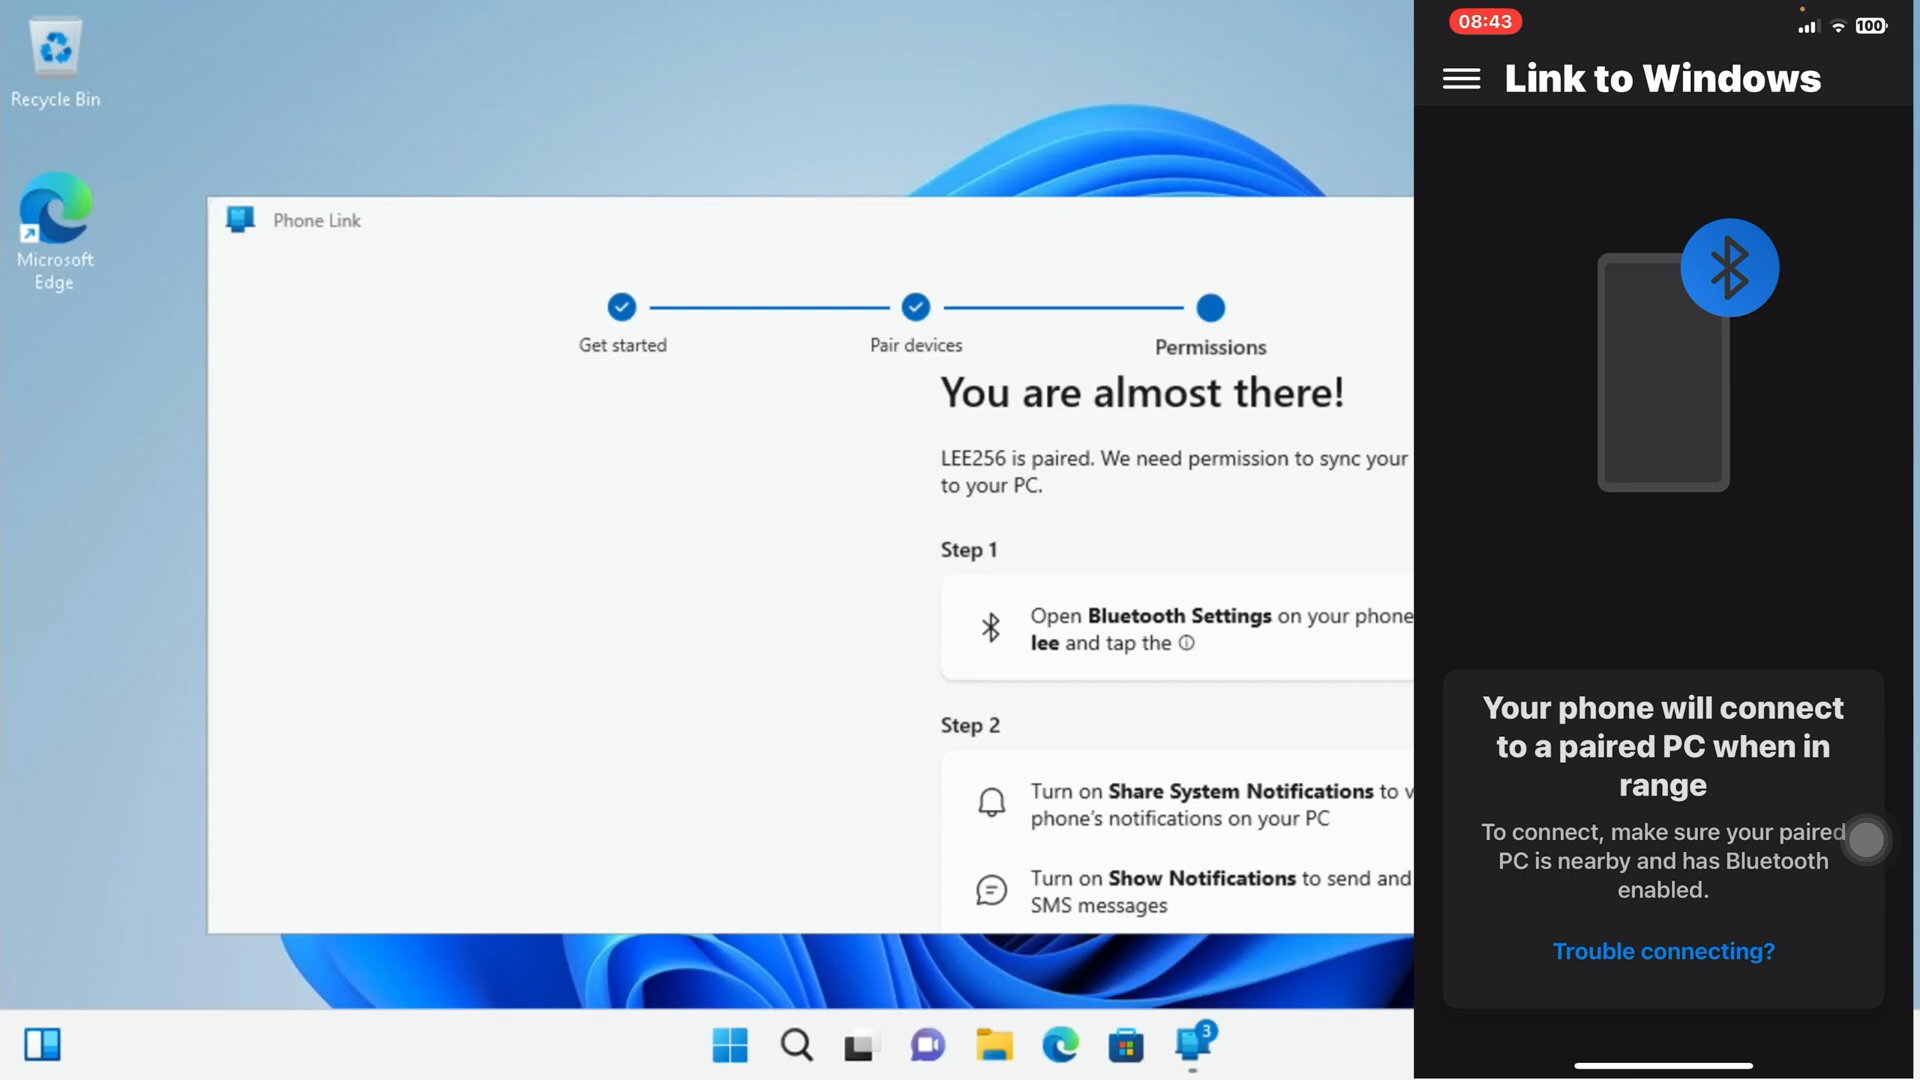 Recycle Bin
Microsoft
Edge
Phone Link
Get started
Pair devices
Permissions
You are almost there!
LEE256 is paired. We need permission to sync your
to your PC.
Step 1
Open Bluetooth Settings on your phone
lee and tap the
Step 2
Turn on Share System Notifications to
phone's notifications on your PC
Turn on Show Notifications to send and
SMS messages
3
08:43
100
Link to Windows
Your phone will connect
to a paired PC when in
range
To connect, make sure your paired
PC is nearby and has Bluetooth
enabled.
Trouble connecting?